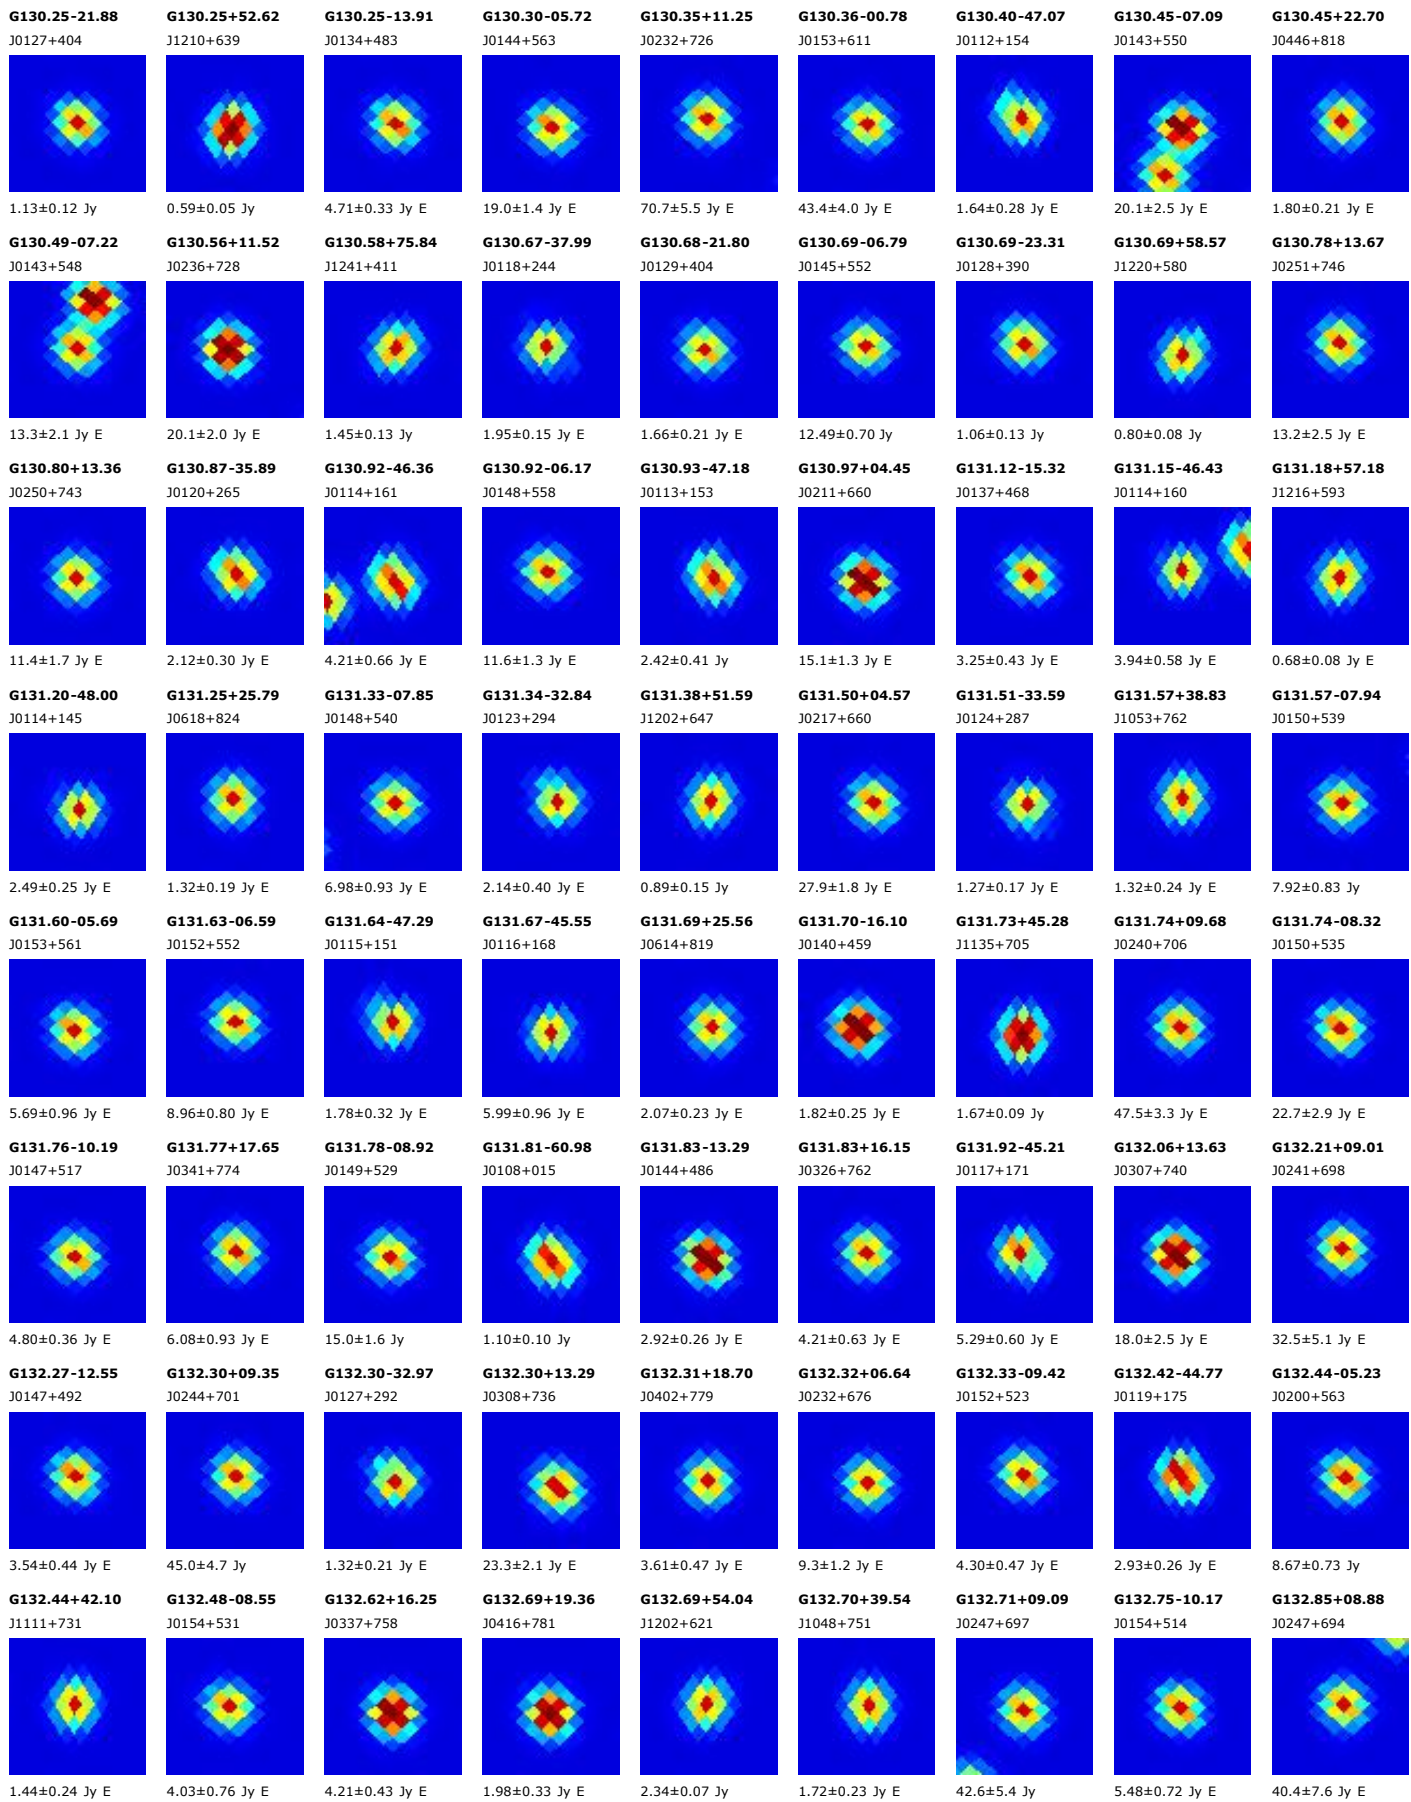 G130.25-21.88 G130.25+52.62 G130.25-13.91 G130.30-05.72 G130.35+11.25 G130.36-00.78 G130.40-47.07 G130.45-07.09 G130.45+22.70
J0127+404 J1210+639 J0134+483 J0144+563 J0232+726 J0153+611 J0112+154 J0143+550 J0446+818
1.13±0.12 Jy 0.59±0.05 Jy 4.71±0.33 Jy E 19.0±1.4 Jy E 70.7±5.5 Jy E 43.4±4.0 Jy E 1.64±0.28 Jy 20.1±2.5 Jy E 1.80±0.21 Jy
G130.49-07.22 G130.56+11.52 G130.58+75.84 G130.67-37.99 G130.68-21.80 G130.69-06.79 G130.69-23.31 G130.69+58.57 G130.78+13.67
J0143+548 J0236+728 J1241+411 J0118+244 J0129+404 J0145+552 J0128+390 J1220+580 J0251+746
13.3±2.1 Jy E 20.1±2.0 Jy E 1.45±0.13 Jy 1.95±0.15 Jy E 1.66±0.21 Jy E 12.49±0.70 Jy 1.06±0.13 Jy 0.80±0.08 Jy 13.2±2.5 Jy E
G130.80+13.36 G130.87-35.89 G130.92-46.36 G130.92-06.17 G130.93-47.18 G130.97+04.45 G131.12-15.32 G131.15-46.43 G131.18+57.18
J0250+743 J0120+265 J0114+161 J0148+558 J0113+153 J0211+660 J0137+468 J0114+160 J1216+593
11.4±1.7 Jy E 2.12±0.30 Jy E 4.21±0.66 Jy E 11.6±1.3 Jy E 2.42±0.41 Jy 15.1±1.3 Jy E 3.25±0.43 Jy E 3.94±0.58 Jy E 0.68±0.08 Jy E
G131.20-48.00 G131.25+25.79 G131.33-07.85 G131.34-32.84 G131.38+51.59 G131.50+04.57 G131.51-33.59 G131.57+38.83 G131.57-07.94
J0114+145 J0618+824 J0148+540 J0123+294 J1202+647 J0217+660 J0124+287 J1053+762 J0150+539
2.49±0.25 Jy E 1.32±0.19 Jy E 6.98±0.93 Jy E 2.14±0.40 Jy E 0.89±0.15 Jy 27.9±1.8 Jy E 1.27±0.17 Jy E 1.32±0.24 Jy E 7.92±0.83 Jy
G131.60-05.69 G131.63-06.59 G131.64-47.29 G131.67-45.55 G131.69+25.56 G131.70-16.10 G131.73+45.28 G131.74+09.68 G131.74-08.32
J0153+561 J0152+552 J0115+151 J0116+168 J0614+819 J0140+459 J1135+705 J0240+706 J0150+535
5.69±0.96 Jy E 8.96±0.80 Jy E 1.78±0.32 Jy E 5.99±0.96 Jy E 2.07±0.23 Jy E 1.82±0.25 Jy E 1.67±0.09 Jy 47.5±3.3 Jy E 22.7±2.9 Jy E
G131.76-10.19 G131.77+17.65 G131.78-08.92 G131.81-60.98 G131.83-13.29 G131.83+16.15 G131.92-45.21 G132.06+13.63 G132.21+09.01
J0147+517 J0341+774 J0149+529 J0108+015 J0144+486 J0326+762 J0117+171 J0307+740 J0241+698
4.80±0.36 Jy E 6.08±0.93 Jy E 15.0±1.6 Jy 1.10±0.10 Jy 2.92±0.26 Jy E 4.21±0.63 Jy E 5.29±0.60 Jy E 18.0±2.5 Jy E 32.5±5.1 Jy E
G132.27-12.55 G132.30+09.35 G132.30-32.97 G132.30+13.29 G132.31+18.70 G132.32+06.64 G132.33-09.42 G132.42-44.77 G132.44-05.23
J0147+492 J0244+701 J0127+292 J0308+736 J0402+779 J0232+676 J0152+523 J0119+175 J0200+563
3.54±0.44 Jy E 45.0±4.7 Jy 1.32±0.21 Jy E 23.3±2.1 Jy E 3.61±0.47 Jy E 9.3±1.2 Jy E 4.30±0.47 Jy E 2.93±0.26 Jy E 8.67±0.73 Jy
G132.44+42.10 G132.48-08.55 G132.62+16.25 G132.69+19.36 G132.69+54.04 G132.70+39.54 G132.71+09.09 G132.75-10.17 G132.85+08.88
J1111+731 J0154+531 J0337+758 J0416+781 J1202+621 J1048+751 J0247+697 J0154+514 J0247+694
1.44±0.24 Jy E 4.03±0.76 Jy E 4.21±0.43 Jy E 1.98±0.33 Jy E 2.34±0.07 Jy 1.72±0.23 Jy E 42.6±5.4 Jy 5.48±0.72 Jy E 40.4±7.6 Jy E